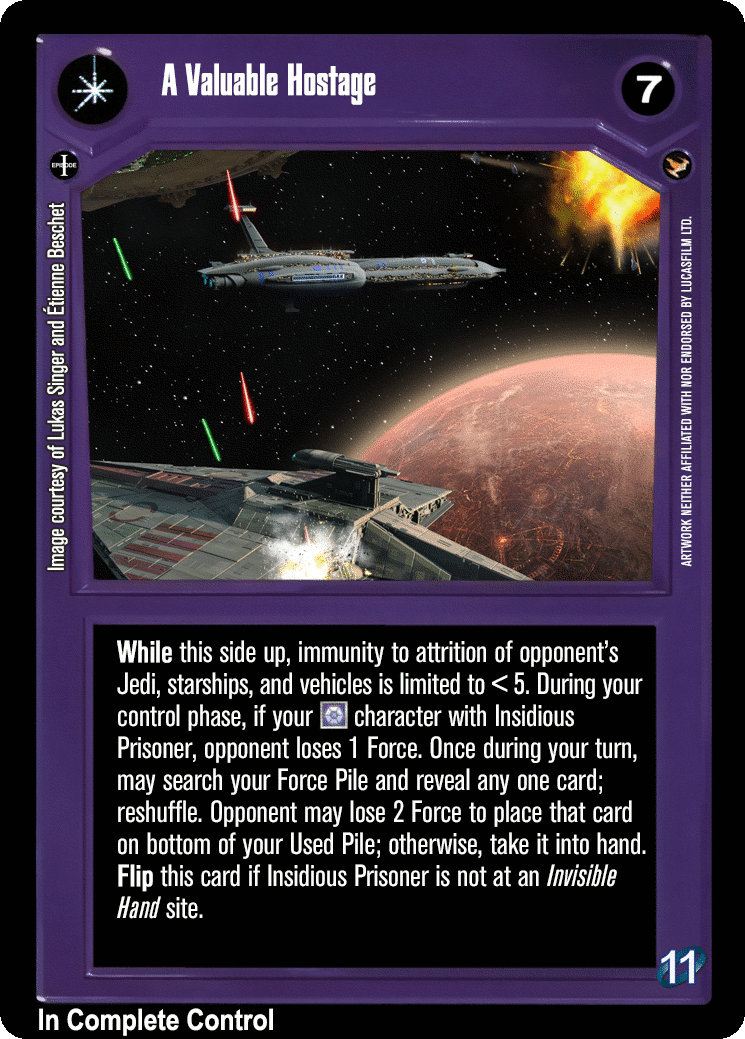 A Valuable Hostage
7
EPISODE
I
Image courtesy of Lukas Singer and Étienne Beschet
ARTWORK NEITHER AFFILIATED WITH NOR ENDORSED BY LUCASFILM LTD.
While this side up, immunity to attrition of opponent's
Jedi, starships, and vehicles is limited to < 5. During your
control phase, if your character with Insidious
Prisoner, opponent loses 1 Force. Once during your turn,
may search your Force Pile and reveal any one card;
reshuffle. Opponent may lose 2 Force to place that card
on bottom of your Used Pile; otherwise, take it into hand.
Flip this card if Insidious Prisoner is not at an Invisible
Hand site.
11
In Complete Control